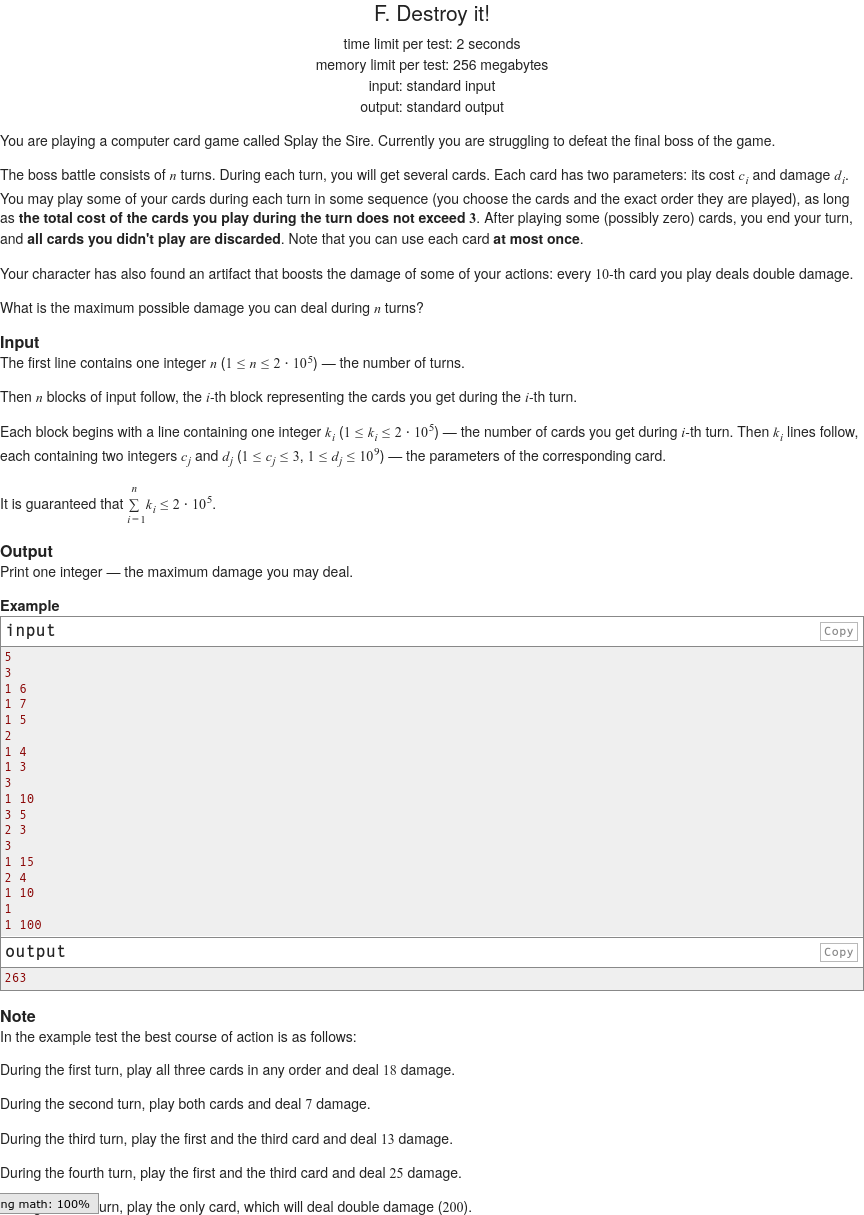 F. Destroy it!
time limit per test: 2 seconds
memory limit per test: 256 megabytes
input: standard input
output: standard output
You are playing a computer card game called Splay the Sire. Currently you are struggling to defeat the final boss of the game.
The boss battle consists of n turns. During each turn, you will get several cards. Each card has two parameters: its cost c_i and damage d_i.
You may play some of your cards during each turn in some sequence (you choose the cards and the exact order they are played), as long
as the total cost of the cards you play during the turn does not exceed 3. After playing some (possibly zero) cards, you end your turn,
and all cards you didn't play are discarded. Note that you can use each card at most once.
Your character has also found an artifact that boosts the damage of some of your actions: every 10-th card you play deals double damage.
What is the maximum possible damage you can deal during n turns?
Input
The first line contains one integer n (1 ≤ n ≤ 2 · 10^5) — the number of turns.
Then n blocks of input follow, the i-th block representing the cards you get during the i-th turn.
Each block begins with a line containing one integer k_i (1 ≤ k_i ≤ 2 · 10^5) — the number of cards you get during i-th turn. Then k_i lines follow,
each containing two integers c_j and d_j (1 ≤ c_j ≤ 3, 1 ≤ d_j ≤ 10^9) — the parameters of the corresponding card.
It is guaranteed that ∑_{i=1}^{n} k_i ≤ 2 · 10^5.
Output
Print one integer — the maximum damage you may deal.
Example
input
Copy
5
3
1 6
1 7
1 5
2
1 4
1 3
3
1 10
3 5
2 3
3
1 15
2 4
1 10
1
1 100
output
Copy
263
Note
In the example test the best course of action is as follows:
During the first turn, play all three cards in any order and deal 18 damage.
During the second turn, play both cards and deal 7 damage.
During the third turn, play the first and the third card and deal 13 damage.
During the fourth turn, play the first and the third card and deal 25 damage.
ng math: 100%
urn, play the only card, which will deal double damage (200).